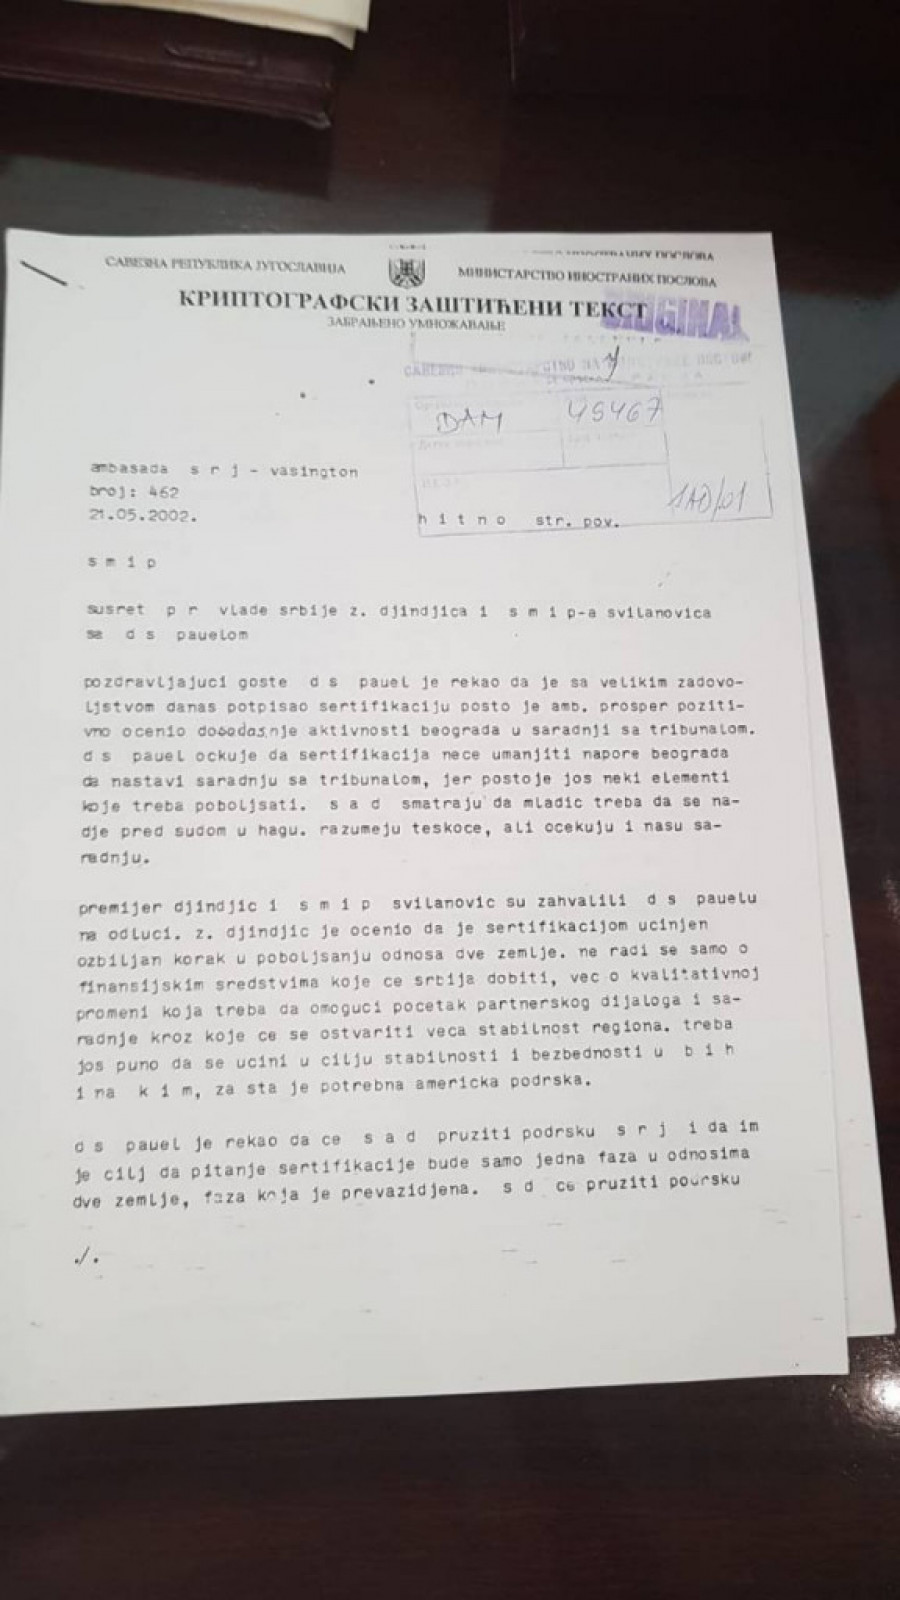 САВЕЗНА РЕПУБЛИКА ЈУГОСЛАВИЈА
МИНИСТАРСТВО ИНОСТРАНИХ ПОСЛОВА
КРИПТОГРАФСКИ ЗАШТИЋЕНИ ТЕКСТ
ЗАБРАЊЕНО УМНОЖАВАЊЕ
ORIGINAL
DAM 45467
1AD/01
ambasada s r j - vasington
broj: 462
21.05.2002.
h i t n o str. pov.
s m i p
susret p r vlade srbije z. djindjica i s m i p-a svilanovica
sa d s pauelom
pozdravljajuci goste d s pauel je rekao da je sa velikim zadovo-
ljstvom danas potpisao sertifikaciju posto je amb. prosper poziti-
vno ocenio dosadasnje aktivnosti beograda u saradnji sa tribunalom.
d s pauel ockuje da sertifikacija nece umanjiti napore beograda
da nastavi saradnju sa tribunalom, jer postoje jos neki elementi
koje treba poboljsati. s a d smatraju da mladic treba da se na-
dje pred sudom u hagu. razumeju teskoce, ali ocekuju i nasu sa-
radnju.
premijer djindjic i s m i p svilanovic su zahvalili d s pauelu
na odluci. z. djindjic je ocenio da je sertifikacijom ucinjen
ozbiljan korak u poboljsanju odnosa dve zemlje. ne radi se samo o
finansijskim sredstvima koje ce srbija dobiti, vec o kvalitativnoj
promeni koja treba da omoguci pocetak partnerskog dijaloga i sa-
radnje kroz koje ce se ostvariti veca stabilnost regiona. treba
jos puno da se ucini u cilju stabilnosti i bezbednosti u b i h
i na k i m, za sta je potrebna americka podrska.
d s pauel je rekao da ce s a d pruziti podrsku s r j i da im
je cilj da pitanje sertifikacije bude samo jedna faza u odnosima
dve zemlje, faza koja je prevazidjena. s d ce pruziti podrsku
./.